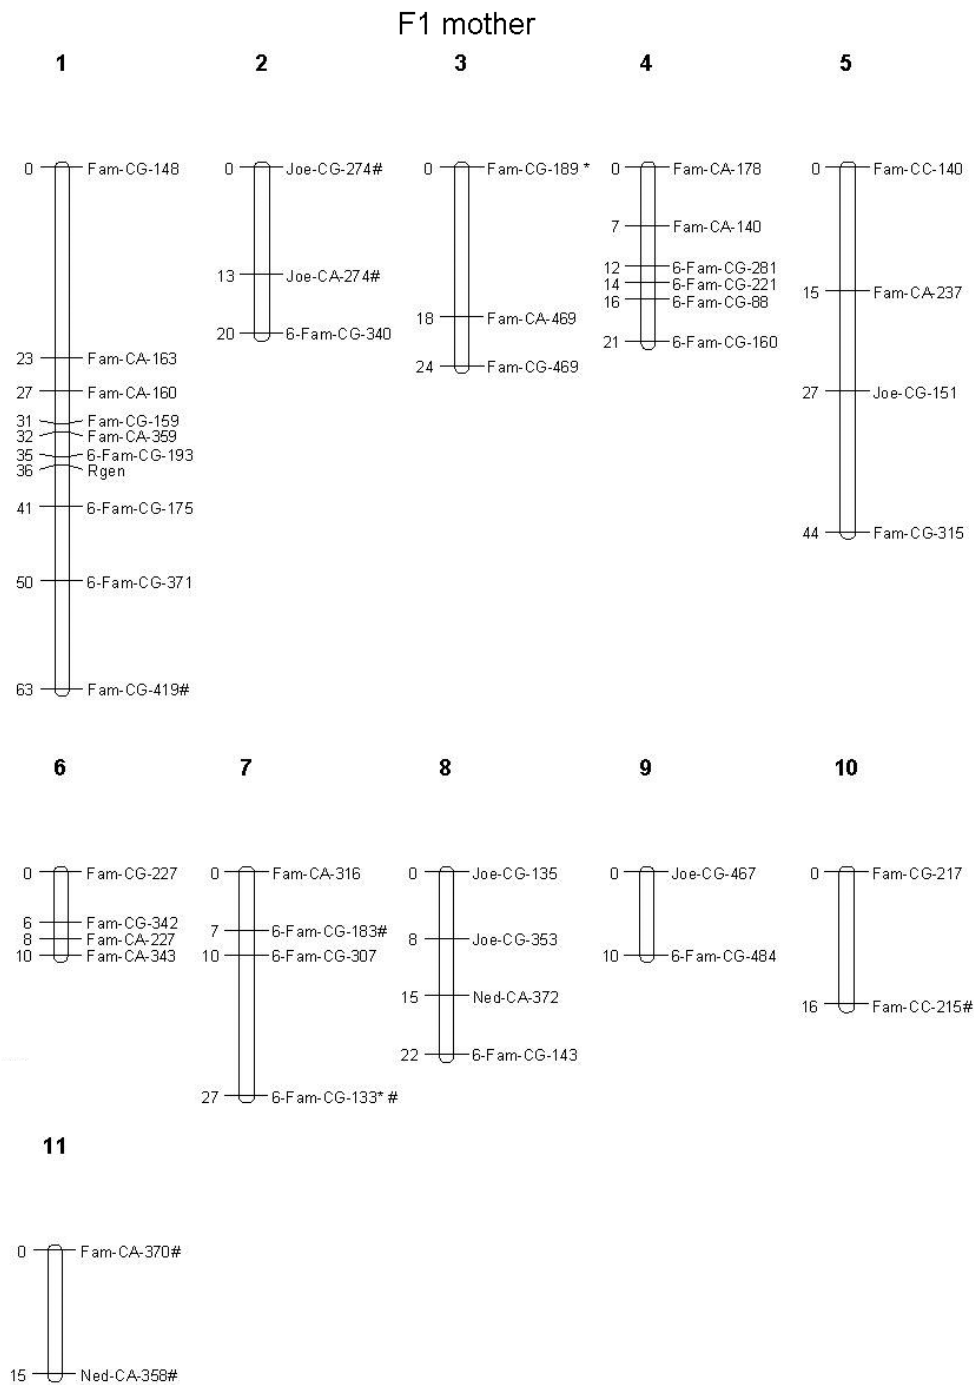 F1 mother
1 2 3 4 5
0 Fam-CG-148
23 Fam-CA-163
27 Fam-CA-160
31 Fam-CG-159
32 Fam-CA-359
35 6-Fam-CG-193
36 Rgen
41 6-Fam-CG-175
50 6-Fam-CG-371
63 Fam-CG-419#
0 Joe-CG-274#
13 Joe-CA-274#
20 6-Fam-CG-340
0 Fam-CG-189 *
18 Fam-CA-469
24 Fam-CG-469
0 Fam-CA-178
7 Fam-CA-140
12 6-Fam-CG-281
14 6-Fam-CG-221
16 6-Fam-CG-88
21 6-Fam-CG-160
0 Fam-CC-140
15 Fam-CA-237
27 Joe-CG-151
44 Fam-CG-315
6 7 8 9 10
0 Fam-CG-227
6 Fam-CG-342
8 Fam-CA-227
10 Fam-CA-343
0 Fam-CA-316
7 6-Fam-CG-183#
10 6-Fam-CG-307
27 6-Fam-CG-133* #
0 Joe-CG-135
8 Joe-CG-353
15 Ned-CA-372
22 6-Fam-CG-143
0 Joe-CG-467
10 6-Fam-CG-484
0 Fam-CG-217
16 Fam-CC-215#
11
0 Fam-CA-370#
15 Ned-CA-358#